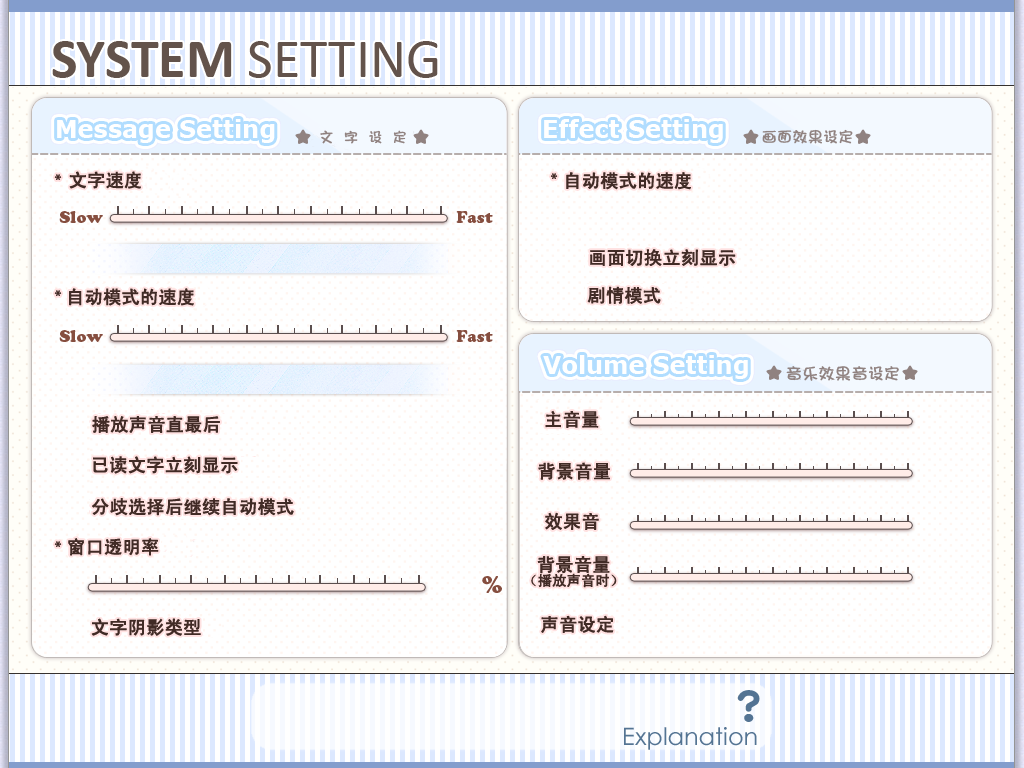 SYSTEM SETTING
Message Setting ★ 文字设定 ★
* 文字速度
Slow Fast
* 自动模式的速度
Slow Fast
播放声音直最后
已读文字立刻显示
分歧选择后继续自动模式
* 窗口透明率
%
文字阴影类型
Effect Setting ★画面效果设定★
* 自动模式的速度
画面切换立刻显示
剧情模式
Volume Setting ★音乐效果音设定★
主音量
背景音量
效果音
背景音量
（播放声音时）
声音设定
?
Explanation